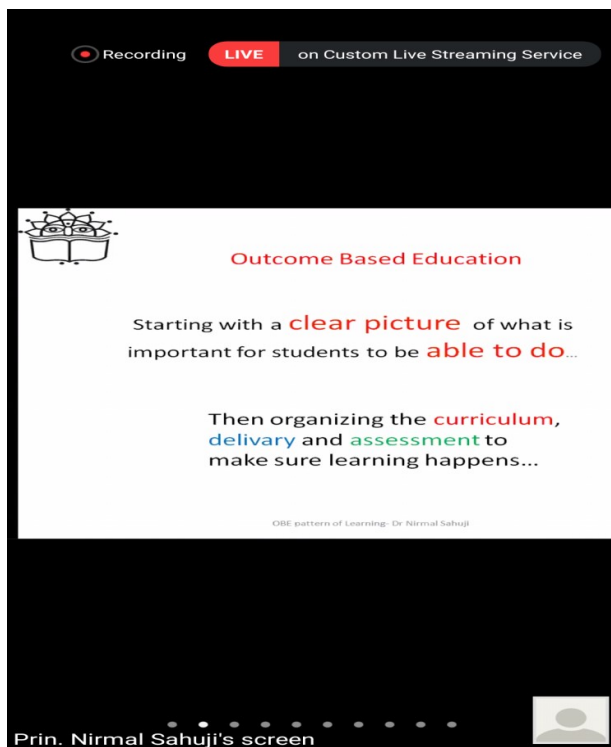 Recording LIVE on Custom Live Streaming Service
Outcome Based Education
Starting with a clear picture of what is
important for students to be able to do...
Then organizing the curriculum,
delivary and assessment to
make sure learning happens...
OBE pattern of Learning- Dr Nirmal Sahuji
Prin. Nirmal Sahuji's screen